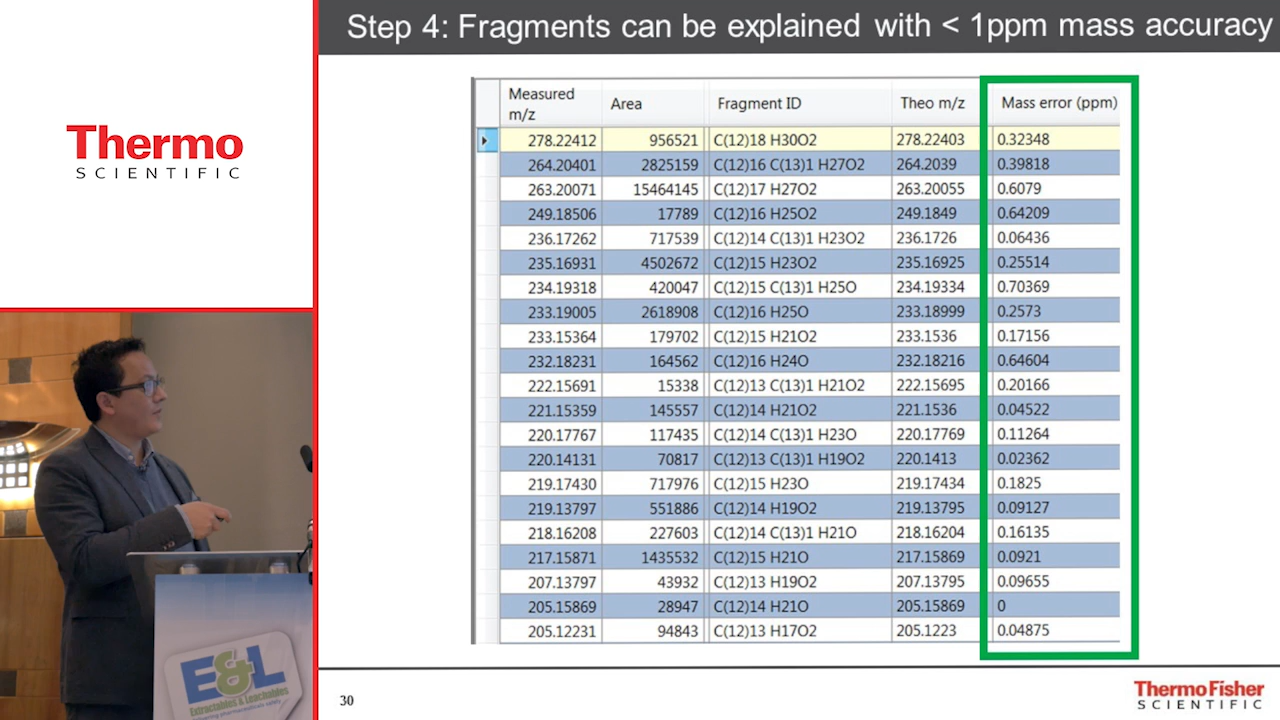 Step 4: Fragments can be explained with < 1ppm mass accuracy
Thermo
SCIENTIFIC
Measured m/z Area Fragment ID Theo m/z Mass error (ppm)
278.22412 956521 C(12)18 H30O2 278.22403 0.32348
264.20401 2825159 C(12)16 C(13)1 H27O2 264.2039 0.39818
263.20071 15464145 C(12)17 H27O2 263.20055 0.6079
249.18506 17789 C(12)16 H25O2 249.1849 0.64209
236.17262 717539 C(12)14 C(13)1 H23O2 236.1726 0.06436
235.16931 4502672 C(12)15 H23O2 235.16925 0.25514
234.19318 420047 C(12)15 C(13)1 H25O 234.19334 0.70369
233.19005 2618908 C(12)16 H25O 233.18999 0.2573
233.15364 179702 C(12)15 H21O2 233.1536 0.17156
232.18231 164562 C(12)16 H24O 232.18216 0.64604
222.15691 15338 C(12)13 C(13)1 H21O2 222.15695 0.20166
221.15359 145557 C(12)14 H21O2 221.1536 0.04522
220.17767 117435 C(12)14 C(13)1 H23O 220.17769 0.11264
220.14131 70817 C(12)13 C(13)1 H19O2 220.1413 0.02362
219.17430 717976 C(12)15 H23O 219.17434 0.1825
219.13797 551886 C(12)14 H19O2 219.13795 0.09127
218.16208 227603 C(12)14 C(13)1 H21O 218.16204 0.16135
217.15871 1435532 C(12)15 H21O 217.15869 0.0921
207.13797 43932 C(12)13 H19O2 207.13795 0.09655
205.15869 28947 C(12)14 H21O 205.15869 0
205.12231 94843 C(12)13 H17O2 205.1223 0.04875
E&L
Extractables & Leachables
pharmaceuticals safely
30
ThermoFisher
SCIENTIFIC